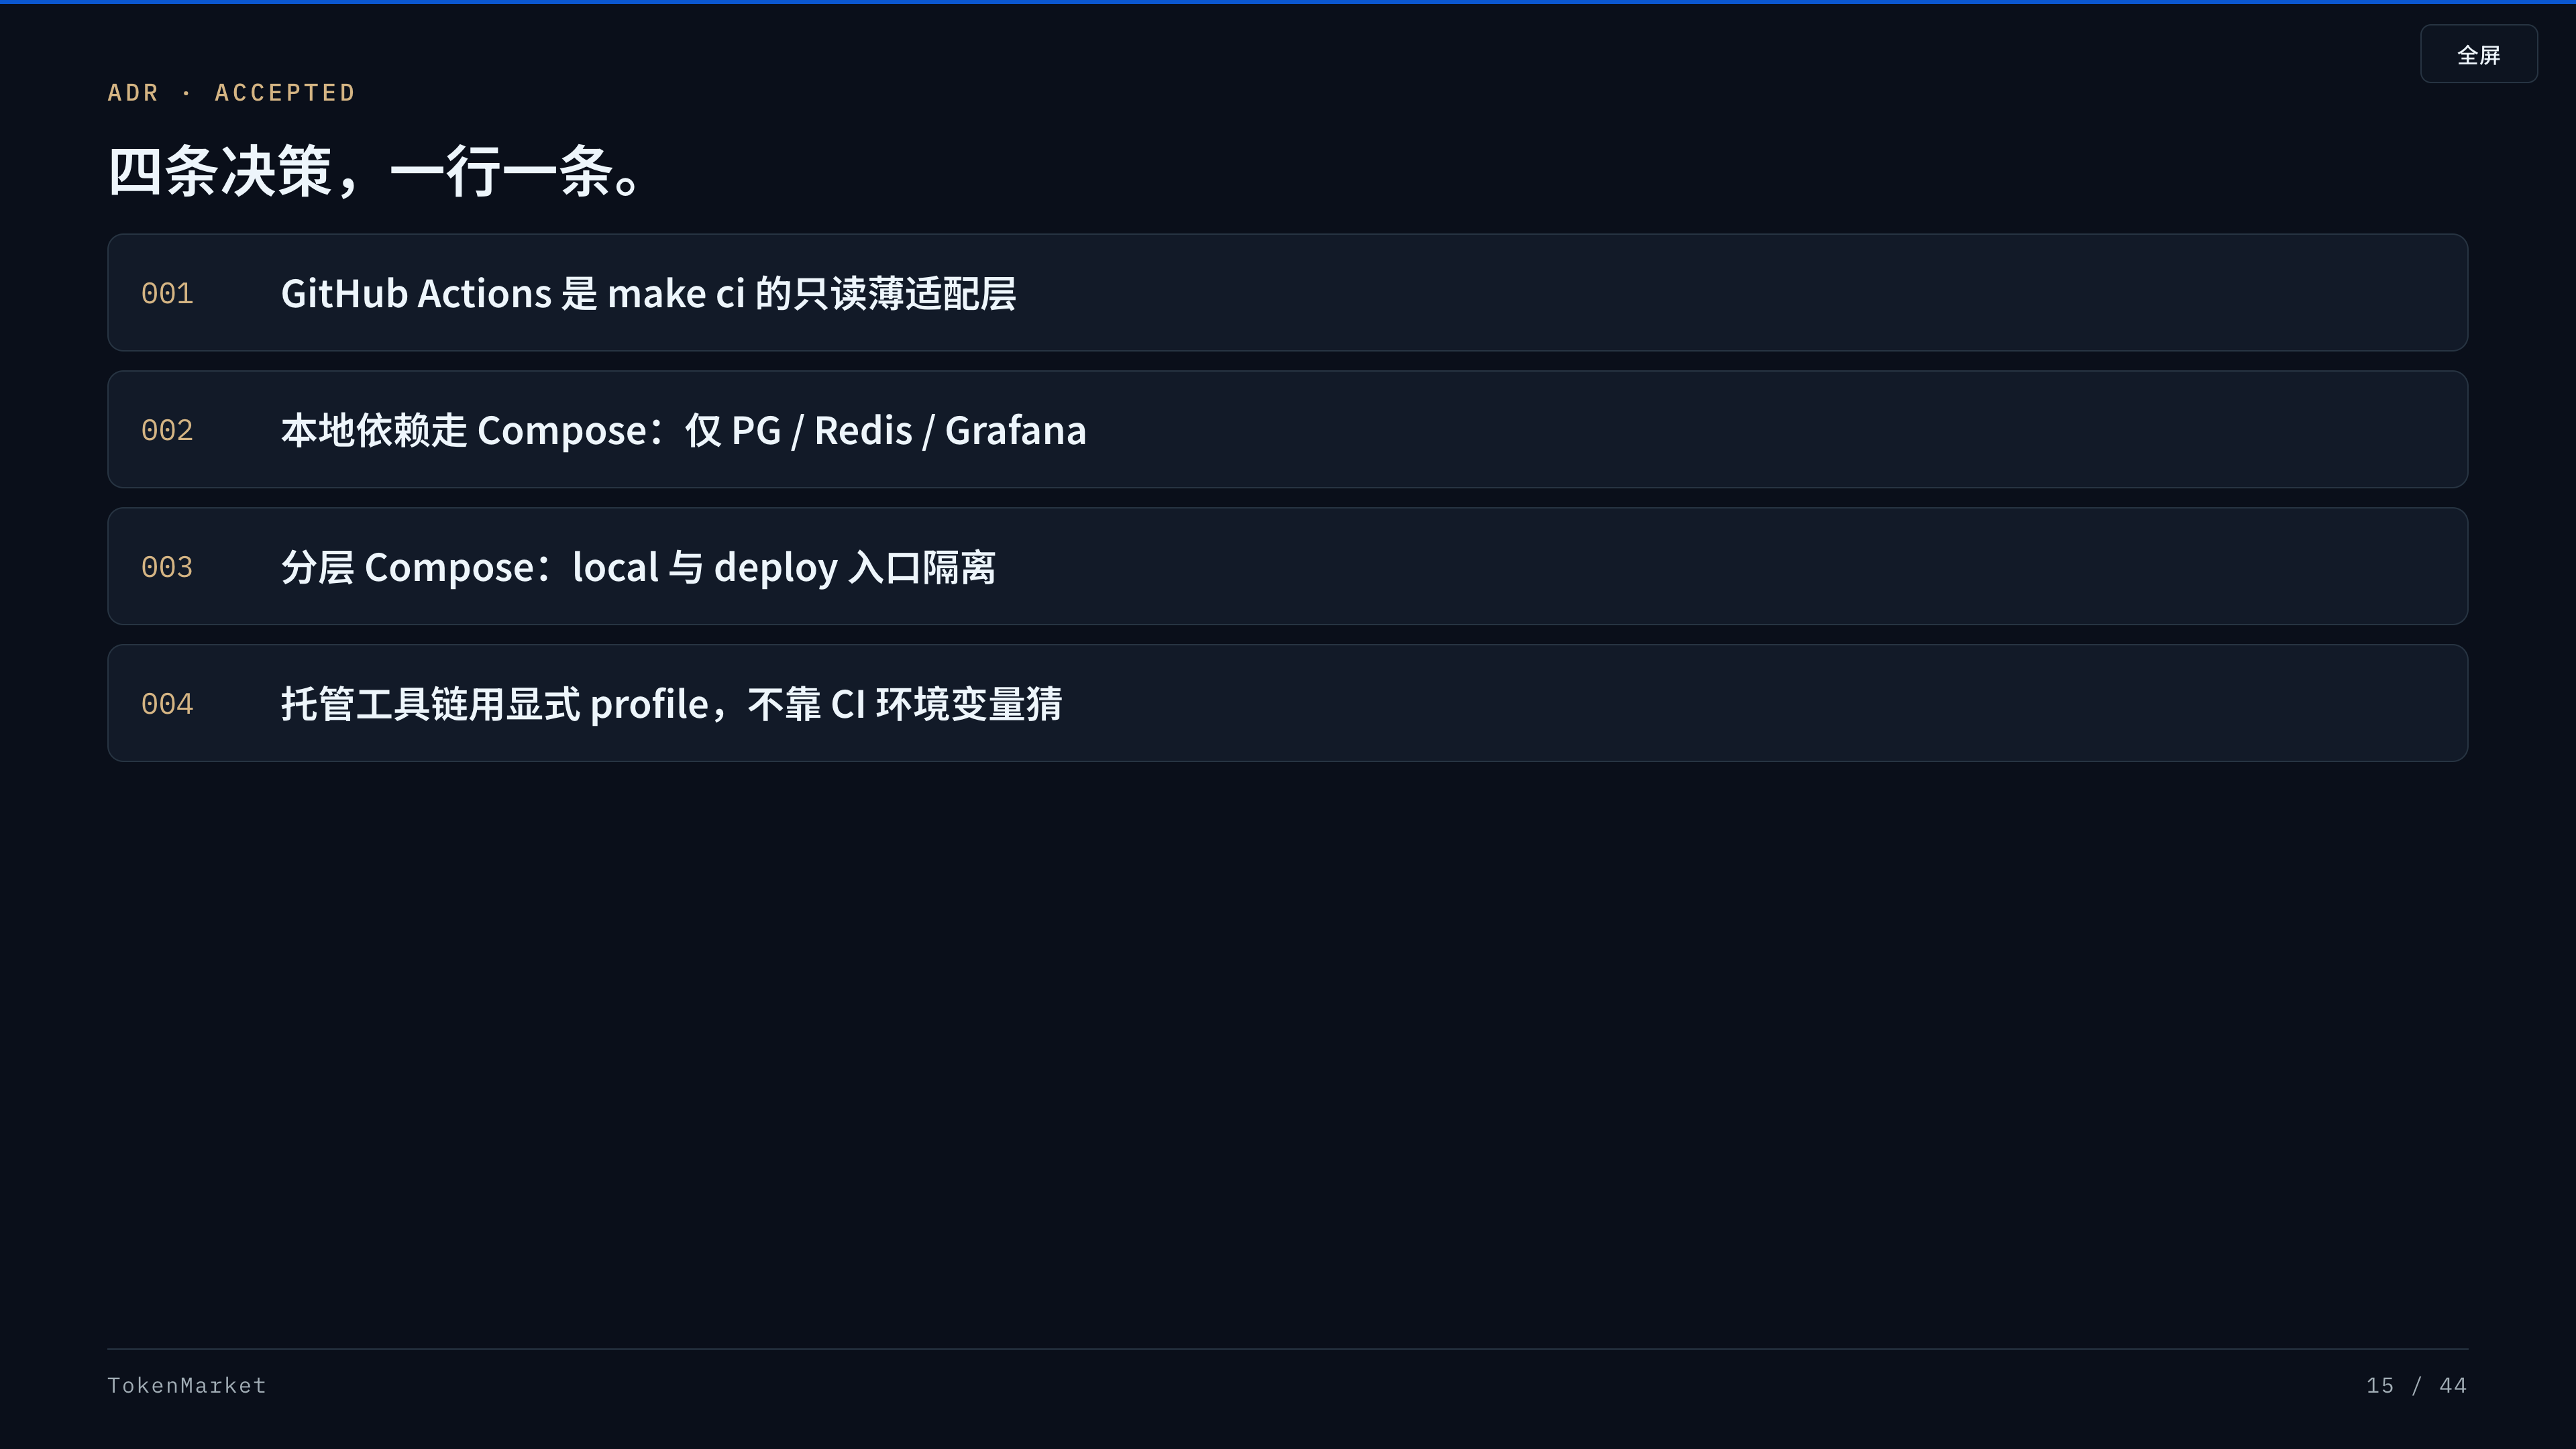 全屏
ADR · ACCEPTED
四条决策，一行一条。
001 GitHub Actions 是 make ci 的只读薄适配层
002 本地依赖走 Compose：仅 PG / Redis / Grafana
003 分层 Compose：local 与 deploy 入口隔离
004 托管工具链用显式 profile，不靠 CI 环境变量猜
TokenMarket 15 / 44